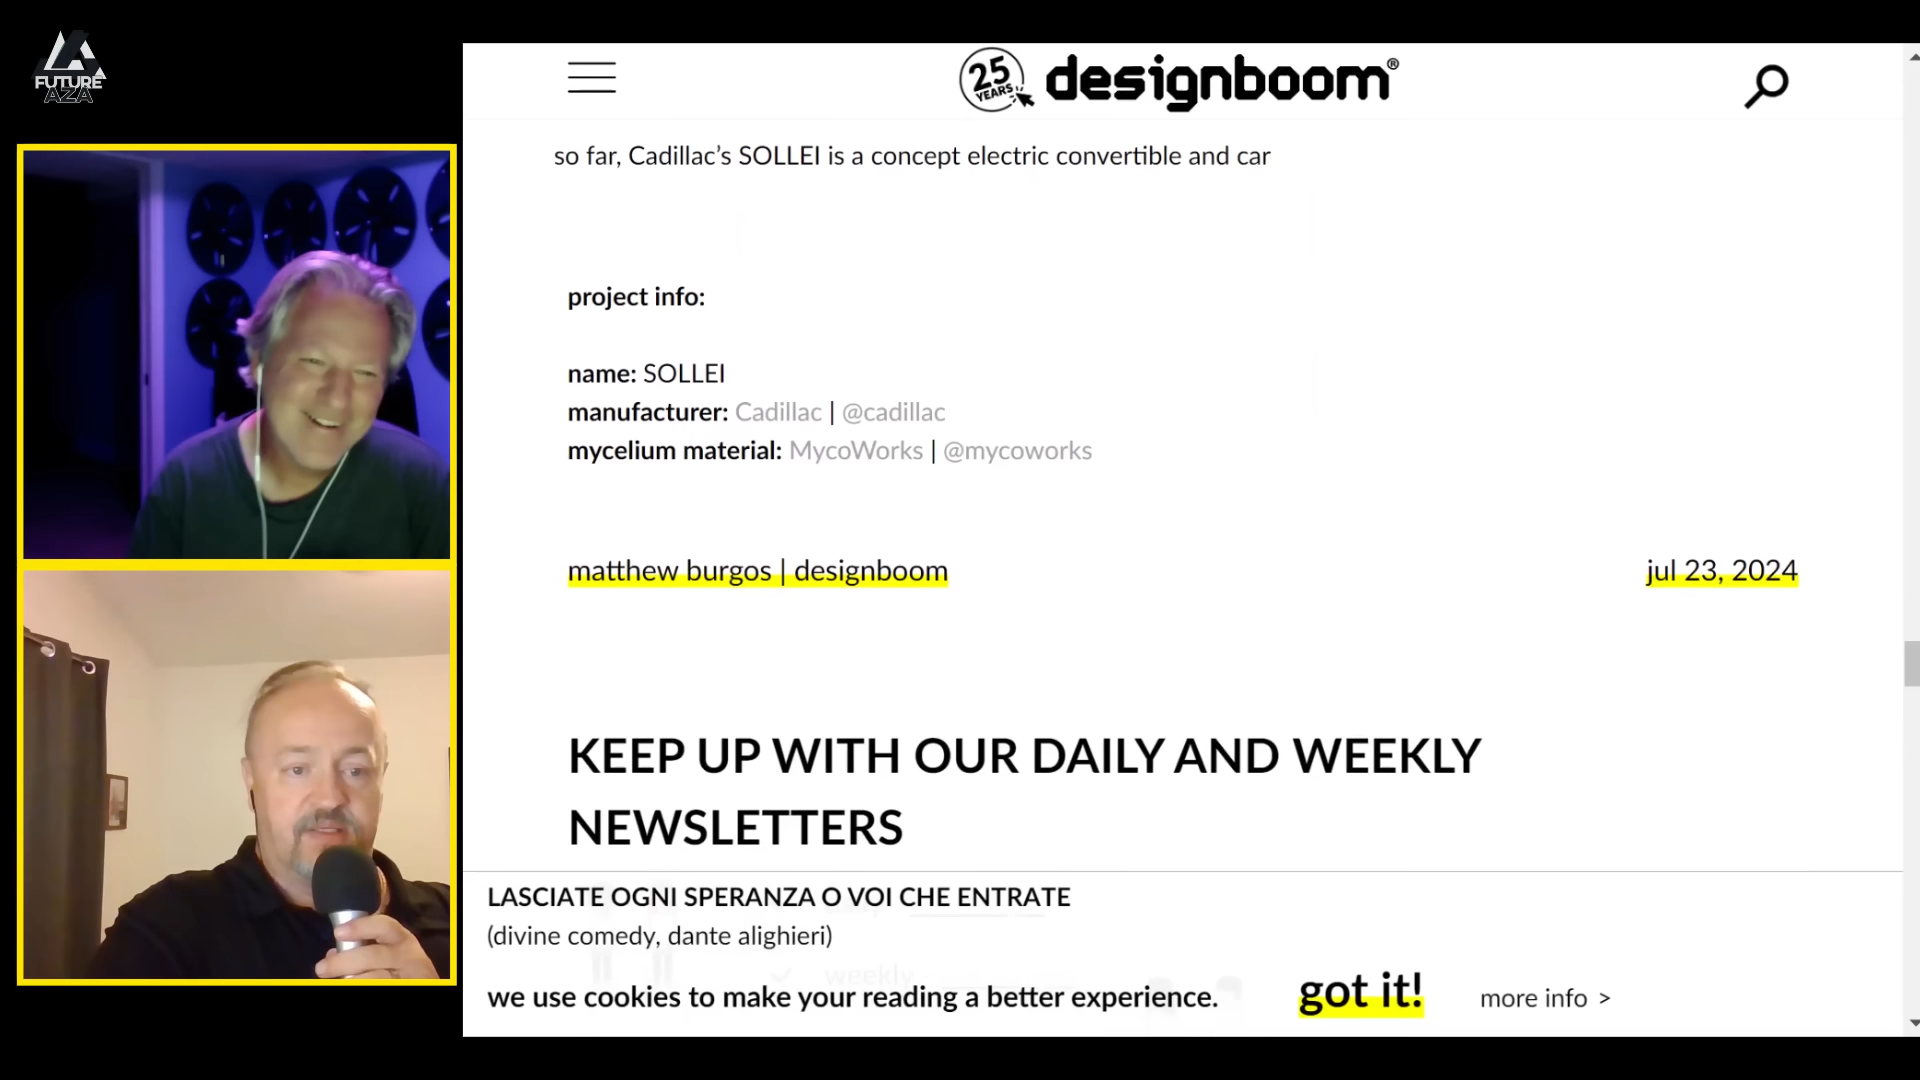 FUTURE
AZA
25
YEARS
designboom®
so far, Cadillac’s SOLLEI is a concept electric convertible and car
project info:
name: SOLLEI
manufacturer: Cadillac | @cadillac
mycelium material: MycoWorks | @mycoworks
matthew burgos | designboom
jul 23, 2024
KEEP UP WITH OUR DAILY AND WEEKLY
NEWSLETTERS
LASCIATE OGNI SPERANZA O VOI CHE ENTRATE
(divine comedy, dante alighieri)
weekly
we use cookies to make your reading a better experience.
got it!
more info >